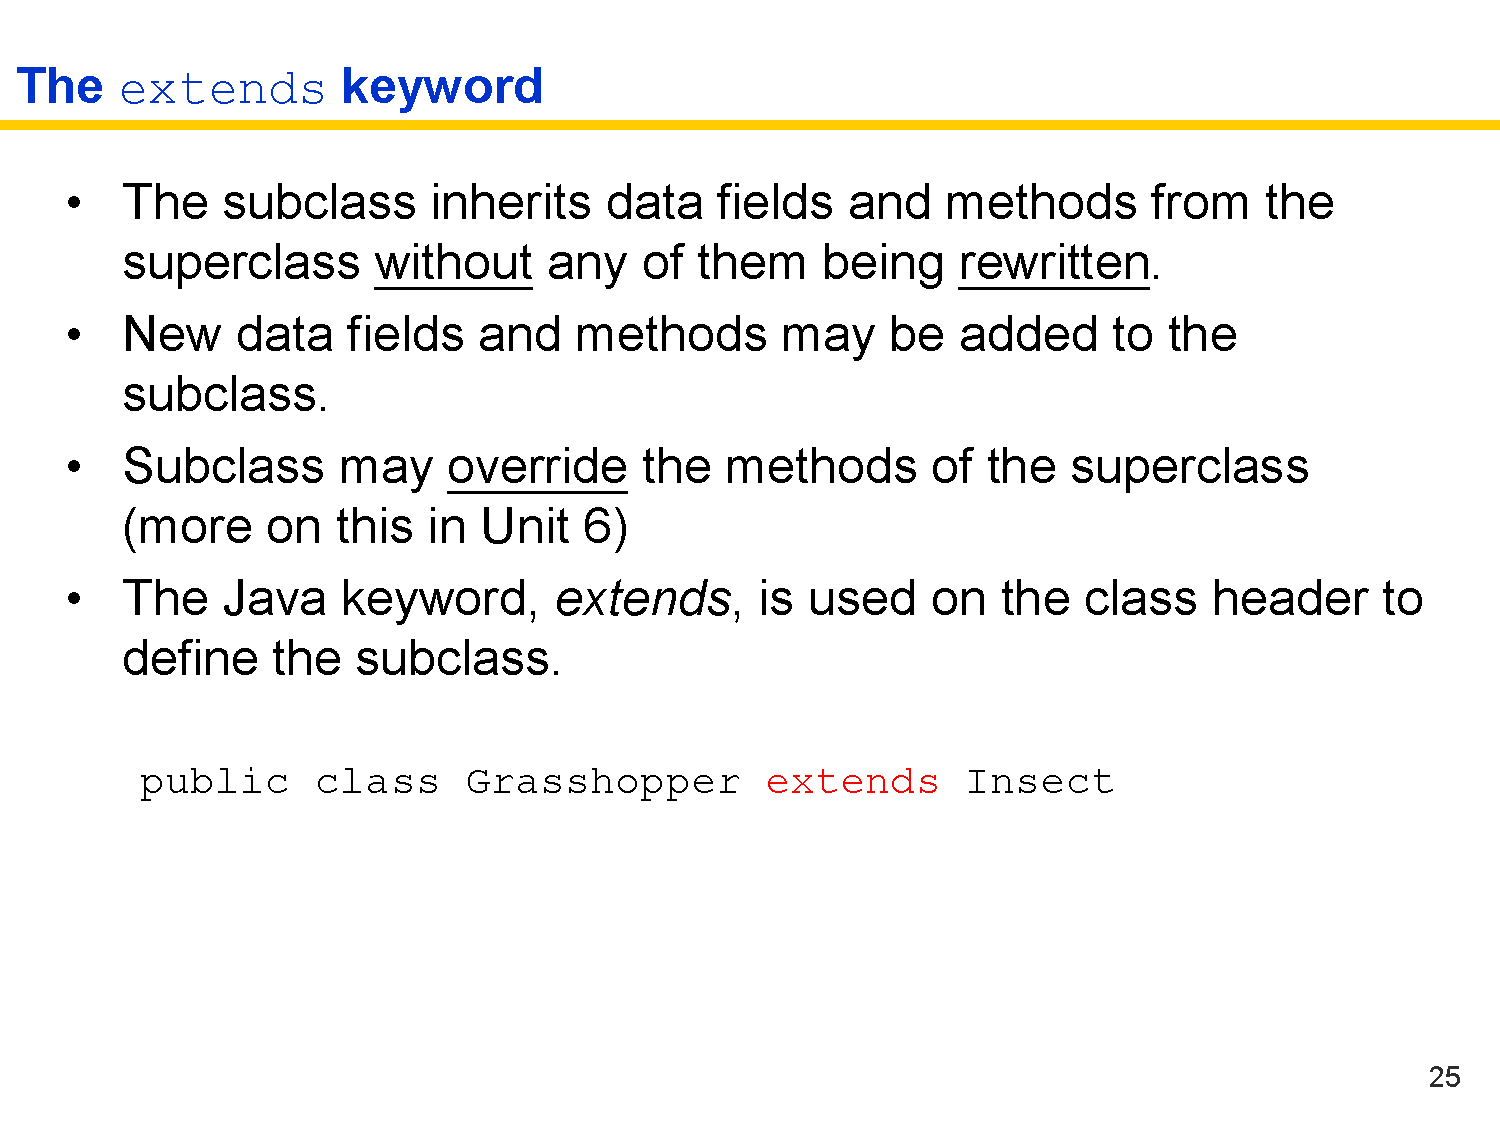 The extends keyword
• The subclass inherits data fields and methods from the
superclass without any of them being rewritten.
• New data fields and methods may be added to the
subclass.
• Subclass may override the methods of the superclass
(more on this in Unit 6)
• The Java keyword, extends, is used on the class header to
define the subclass.
public class Grasshopper extends Insect
25